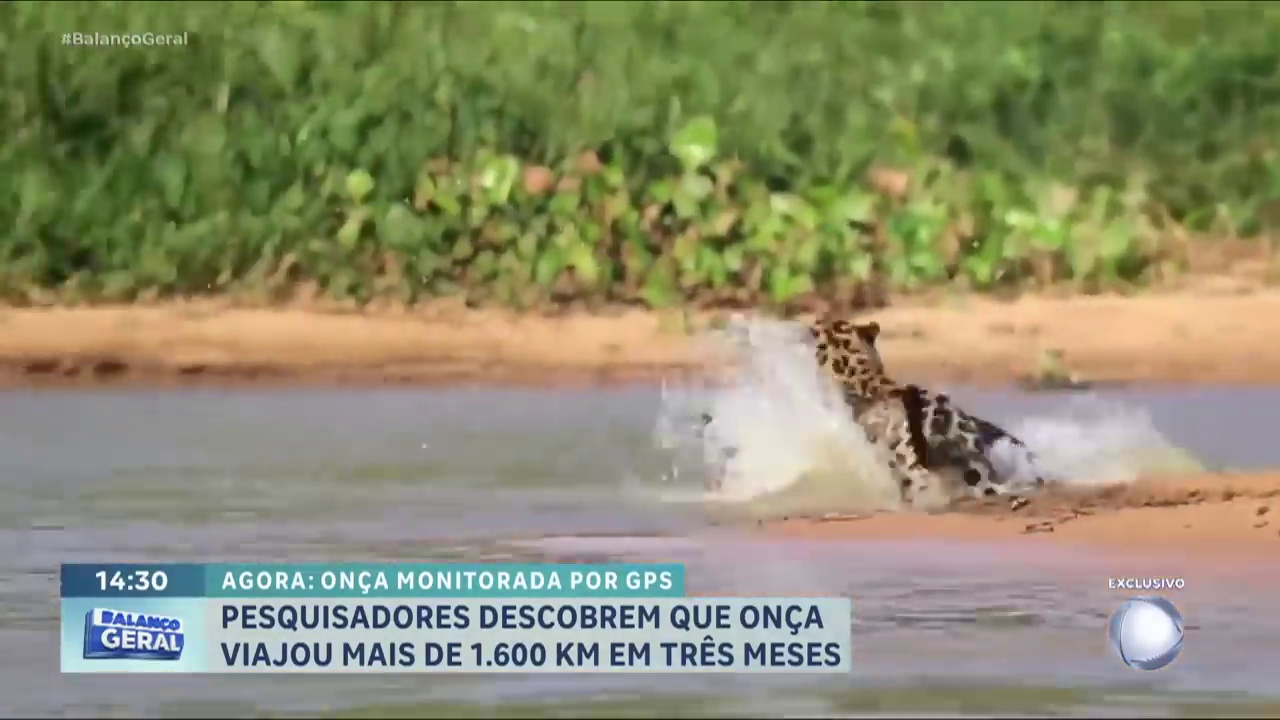 #BalançoGeral
14:30
AGORA: ONÇA MONITORADA POR GPS
BALANÇO
GERAL
PESQUISADORES DESCOBREM QUE ONÇA
VIAJOU MAIS DE 1.600 KM EM TRÊS MESES
EXCLUSIVO